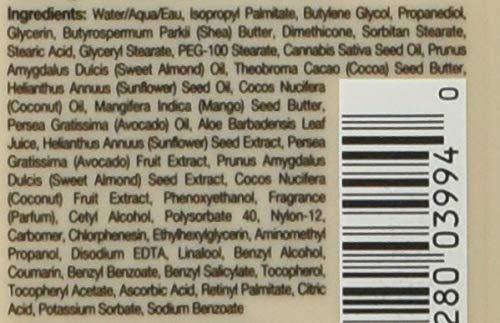 Ingredients: Water/Aqua/Eau, Isopropyl Palmitate, Butylene Glycol, Propanediol,
Glycerin, Butyrospermum Parkii (Shea) Butter, Dimethicone, Sorbitan Stearate,
Stearic Acid, Glyceryl Stearate, PEG-100 Stearate, Cannabis Sativa Seed Oil, Prunus
Amygdalus Dulcis (Sweet Almond) Oil, Theobroma Cacao (Cocoa) Seed Butter,
Helianthus Annuus (Sunflower) Seed Oil, Cocos Nucifera
(Coconut) Oil, Mangifera Indica (Mango) Seed Butter,
Persea Gratissima (Avocado) Oil, Aloe Barbadensis Leaf
Juice, Helianthus Annuus (Sunflower) Seed Extract, Persea
Gratissima (Avocado) Fruit Extract, Prunus Amygdalus
Dulcis (Sweet Almond) Seed Extract, Cocos Nucifera
(Coconut) Fruit Extract, Phenoxyethanol, Fragrance
(Parfum), Cetyl Alcohol, Polysorbate 40, Nylon-12,
Carbomer, Chlorphenesin, Ethylhexylglycerin, Aminomethyl
Propanol, Disodium EDTA, Linalool, Benzyl Alcohol,
Coumarin, Benzyl Benzoate, Benzyl Salicylate, Tocopherol,
Tocopheryl Acetate, Ascorbic Acid, Retinyl Palmitate, Citric
Acid, Potassium Sorbate, Sodium Benzoate
280 03994 0